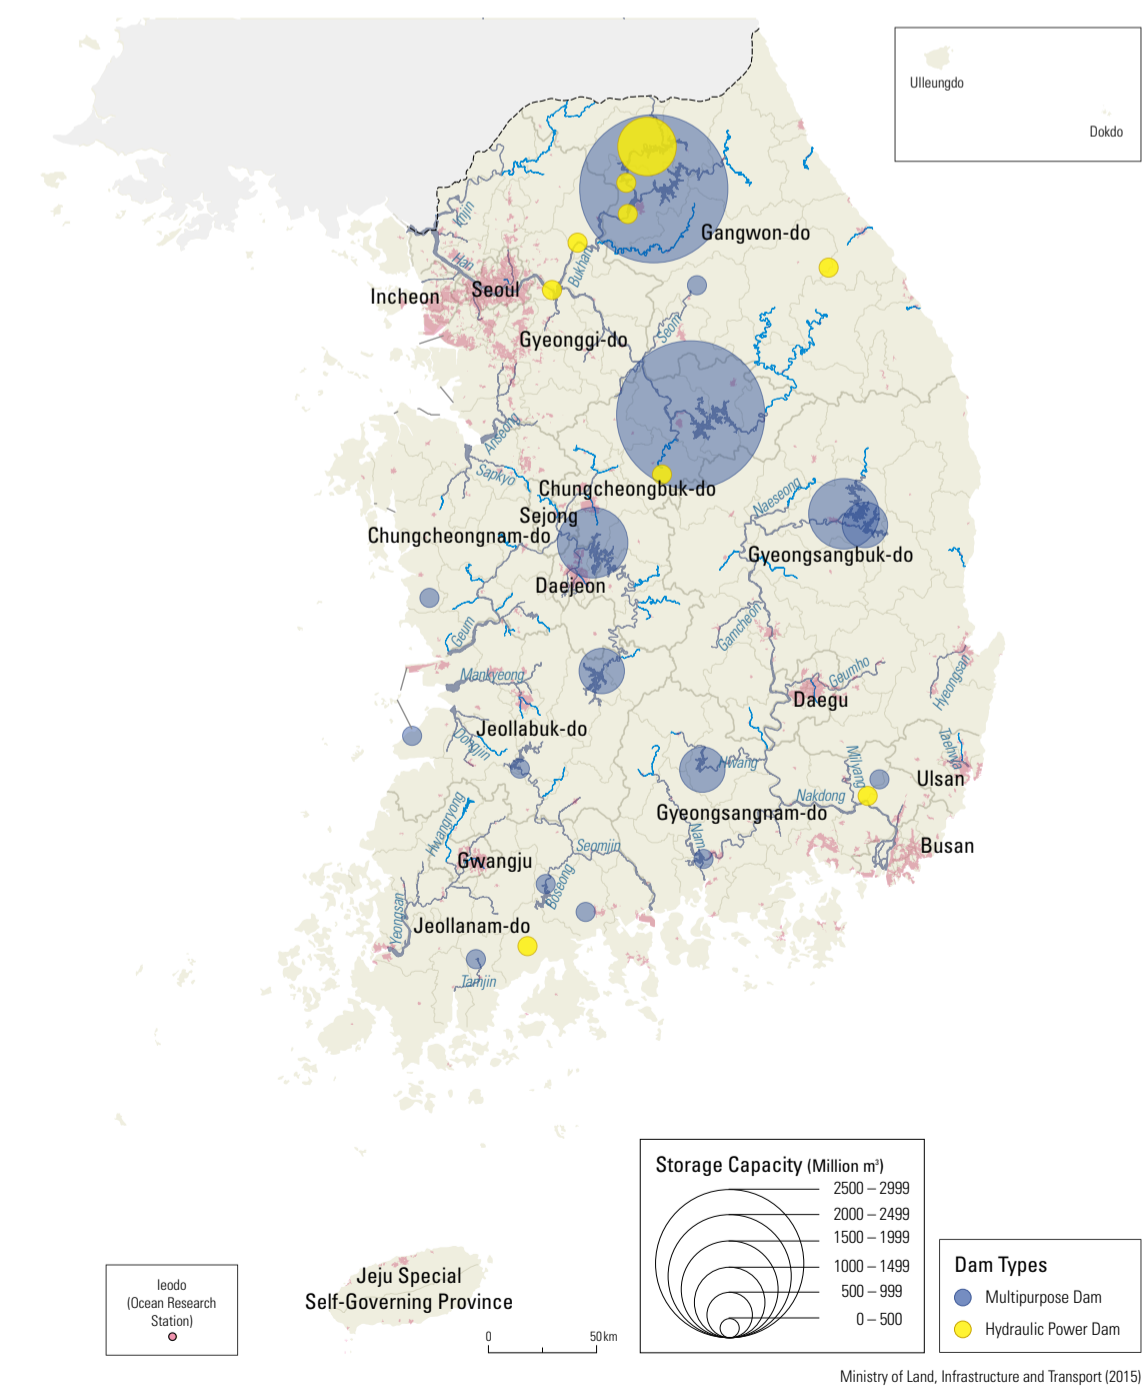 Ulleungdo
Dokdo
Imjin
Han
Bukhan
Gangwon-do
Incheon
Seoul
Gyeonggi-do
Seom
Anseong
Sapkyo
Chungcheongbuk-do
Naeseong
Sejong
Chungcheongnam-do
Gyeongsangbuk-do
Daejeon
Geum
Gamcheon
Mankyeong
Geumho
Hyeongsan
Daegu
Jeollabuk-do
Dongjin
Hwang
Milyang
Taehwa
Ulsan
Nakdong
Gyeongsangnam-do
Hwangryong
Nam
Busan
Gwangju
Seomjin
Boseong
Yeongsan
Jeollanam-do
Tamjin
Storage Capacity (Million m³)
2500 – 2999
2000 – 2499
1500 – 1999
1000 – 1499
500 – 999
0 – 500
Dam Types
Multipurpose Dam
Hydraulic Power Dam
Ieodo
(Ocean Research
Station)
Jeju Special
Self-Governing Province
0 50 km
Ministry of Land, Infrastructure and Transport (2015)